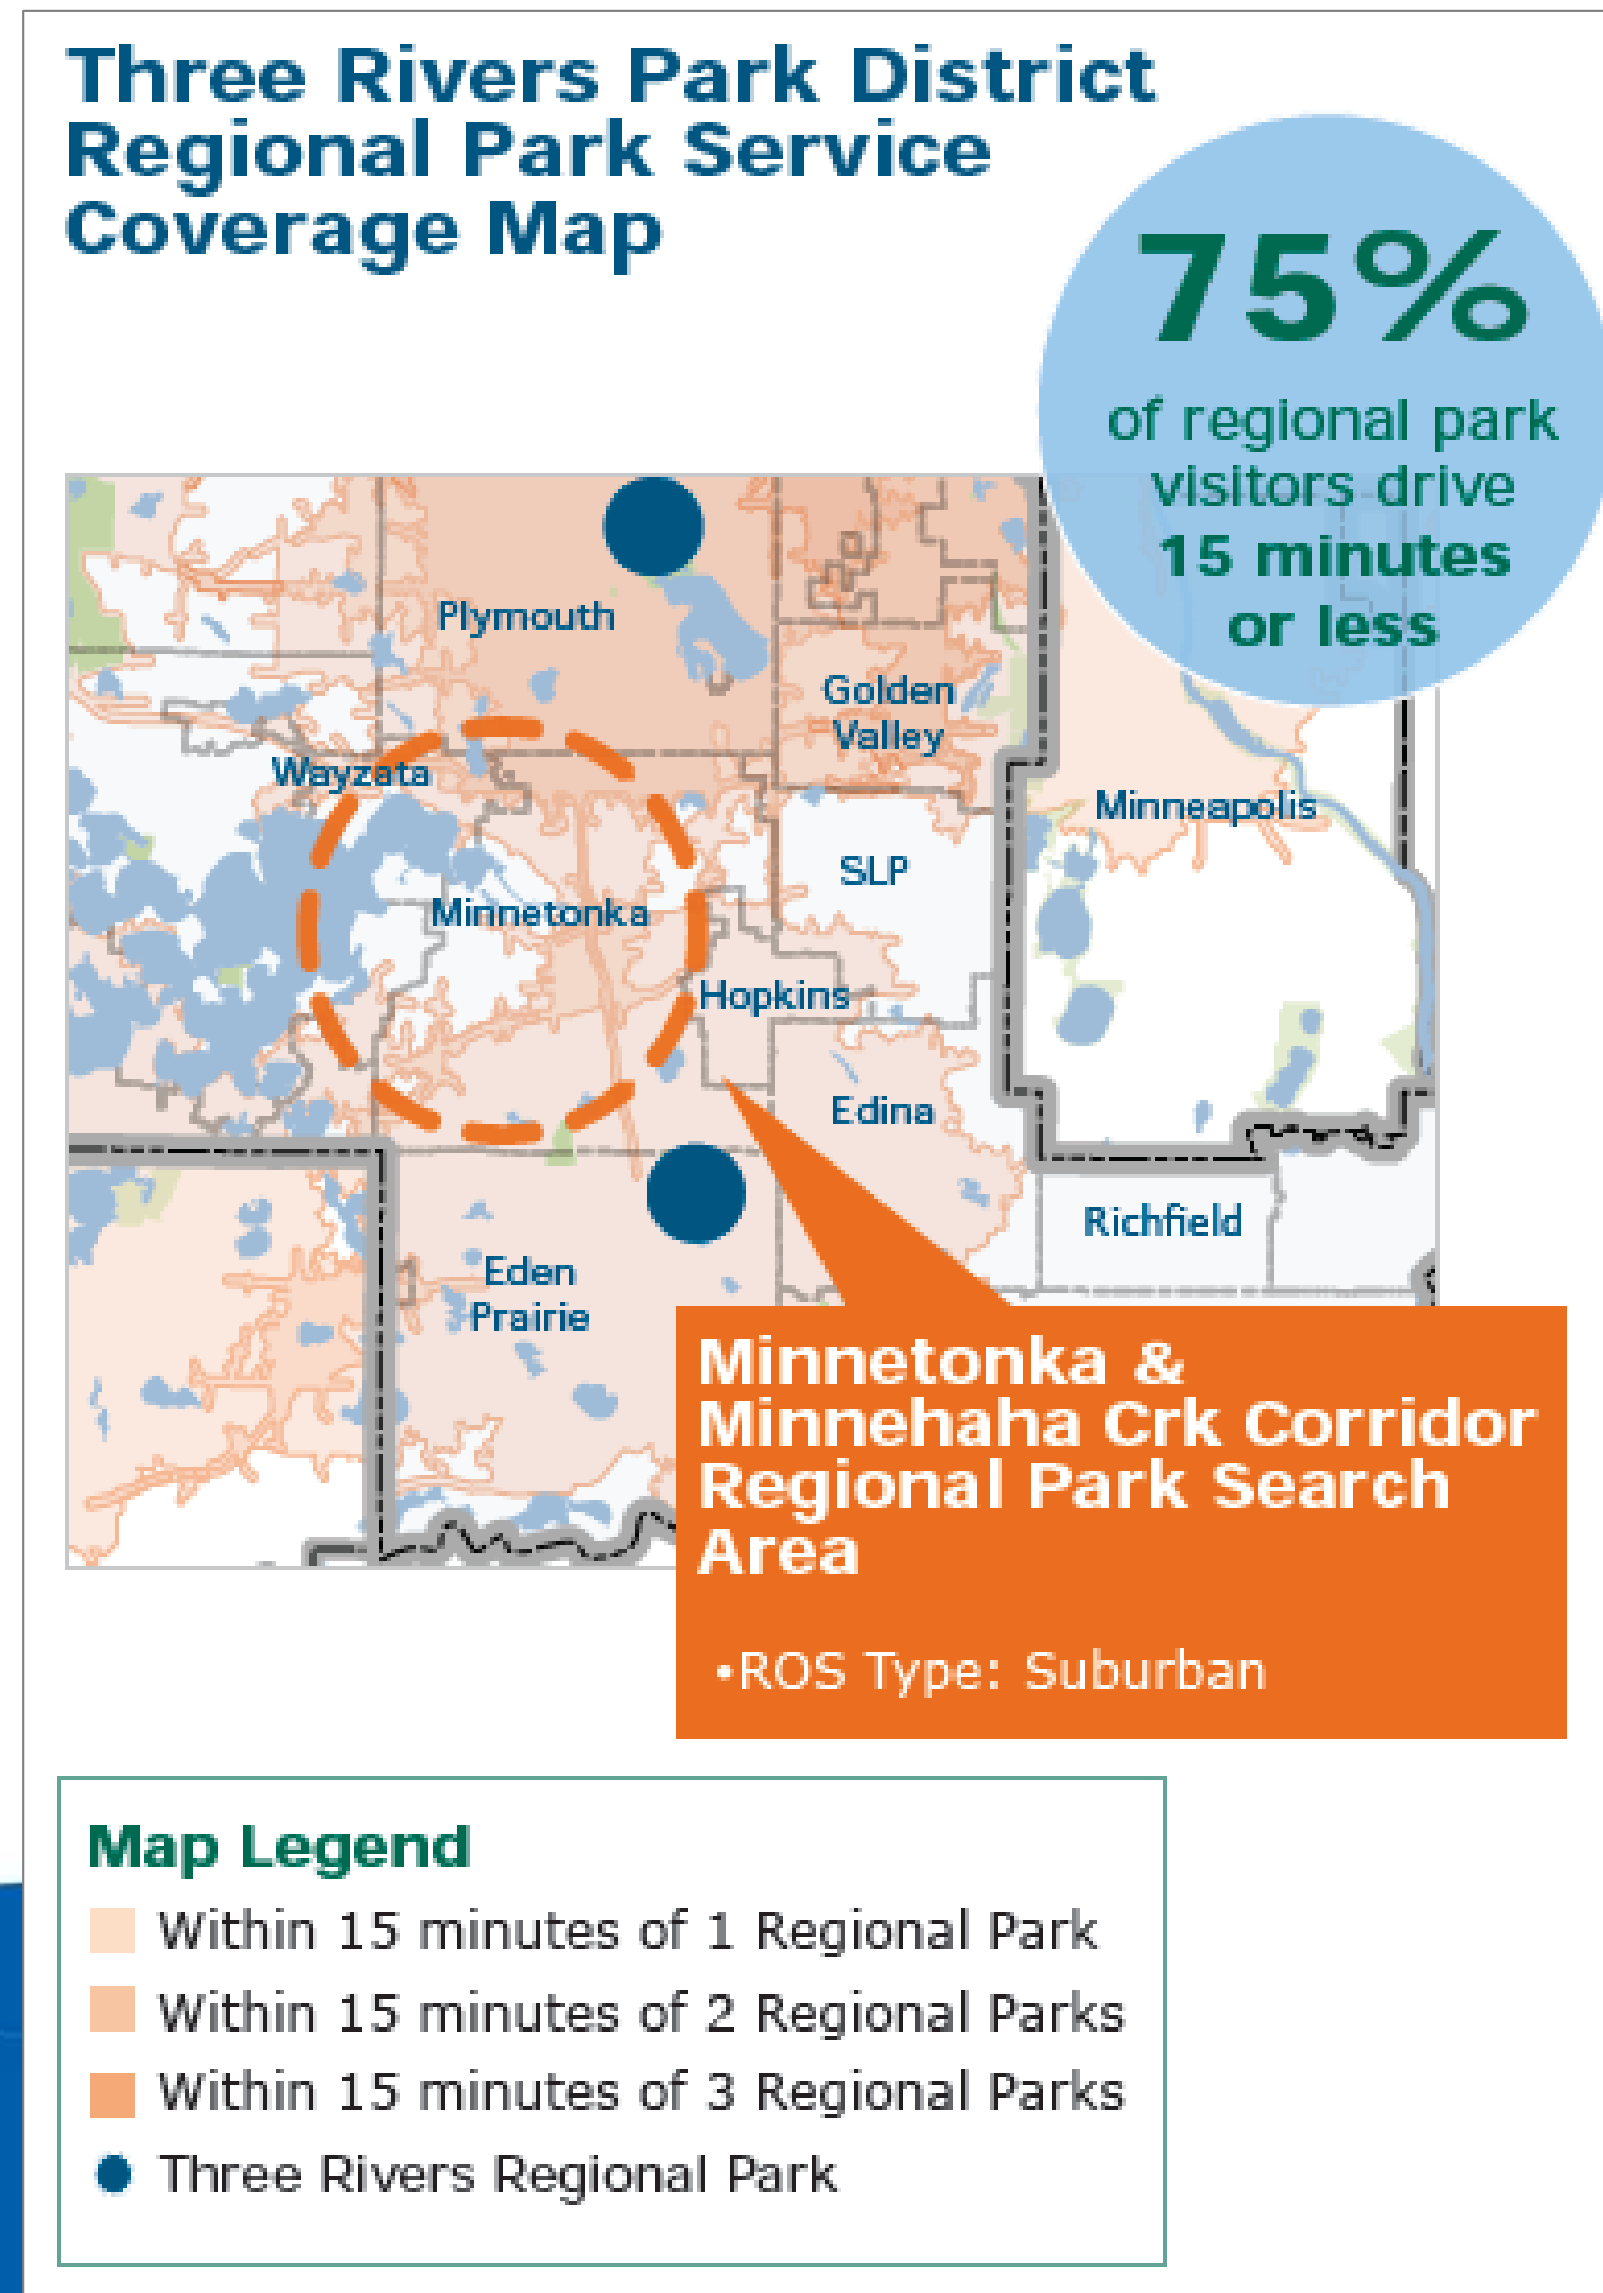 Three Rivers Park District
Regional Park Service
Coverage Map
75%
of regional park
visitors drive
15 minutes
or less
Plymouth
Golden
Valley
Wayzata
Minneapolis
SLP
Minnetonka
Hopkins
Edina
Richfield
Eden
Prairie
Minnetonka &
Minnehaha Crk Corridor
Regional Park Search
Area
•ROS Type: Suburban
Map Legend
Within 15 minutes of 1 Regional Park
Within 15 minutes of 2 Regional Parks
Within 15 minutes of 3 Regional Parks
Three Rivers Regional Park